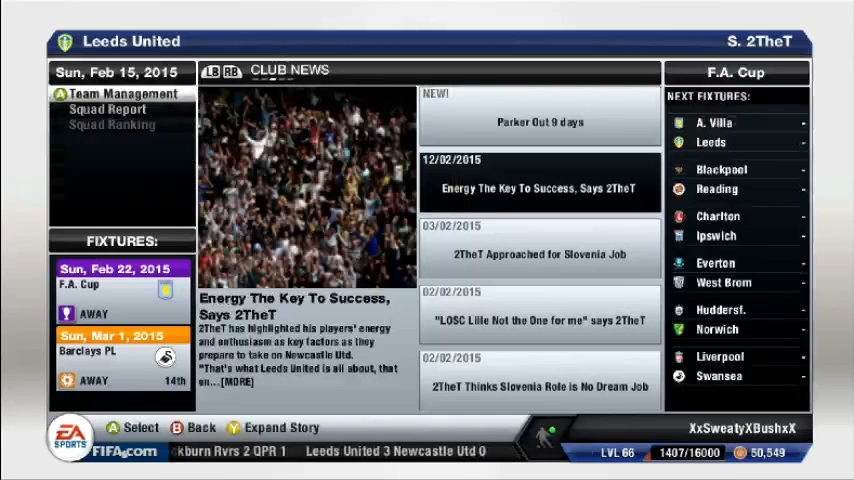 Leeds United
S. 2TheT
Sun, Feb 15, 2015
LB RB CLUB NEWS
F.A. Cup
A Team Management
Squad Report
Squad Ranking
FIXTURES:
Sun, Feb 22, 2015
F.A. Cup
AWAY
Sun, Mar 1, 2015
Barclays PL
AWAY 14th
Energy The Key To Success,
Says 2TheT
2TheT has highlighted his players' energy
and enthusiasm as key factors as they
prepare to take on Newcastle Utd.
"That's what Leeds United is all about, that
on...[MORE]
NEW!
Parker Out 9 days
12/02/2015
Energy The Key To Success, Says 2TheT
03/02/2015
2TheT Approached for Slovenia Job
02/02/2015
"LOSC Lille Not the One for me" says 2TheT
02/02/2015
2TheT Thinks Slovenia Role is No Dream Job
NEXT FIXTURES:
A. Villa -
Leeds -
Blackpool -
Reading -
Charlton -
Ipswich -
Everton -
West Brom -
Huddersf. -
Norwich -
Liverpool -
Swansea -
A Select B Back Y Expand Story
XxSweatyXBushxX
EA
SPORTS
FIFA.com
kburn Rvrs 2 QPR 1 Leeds United 3 Newcastle Utd 0
LVL 66 1407/16000 50,549